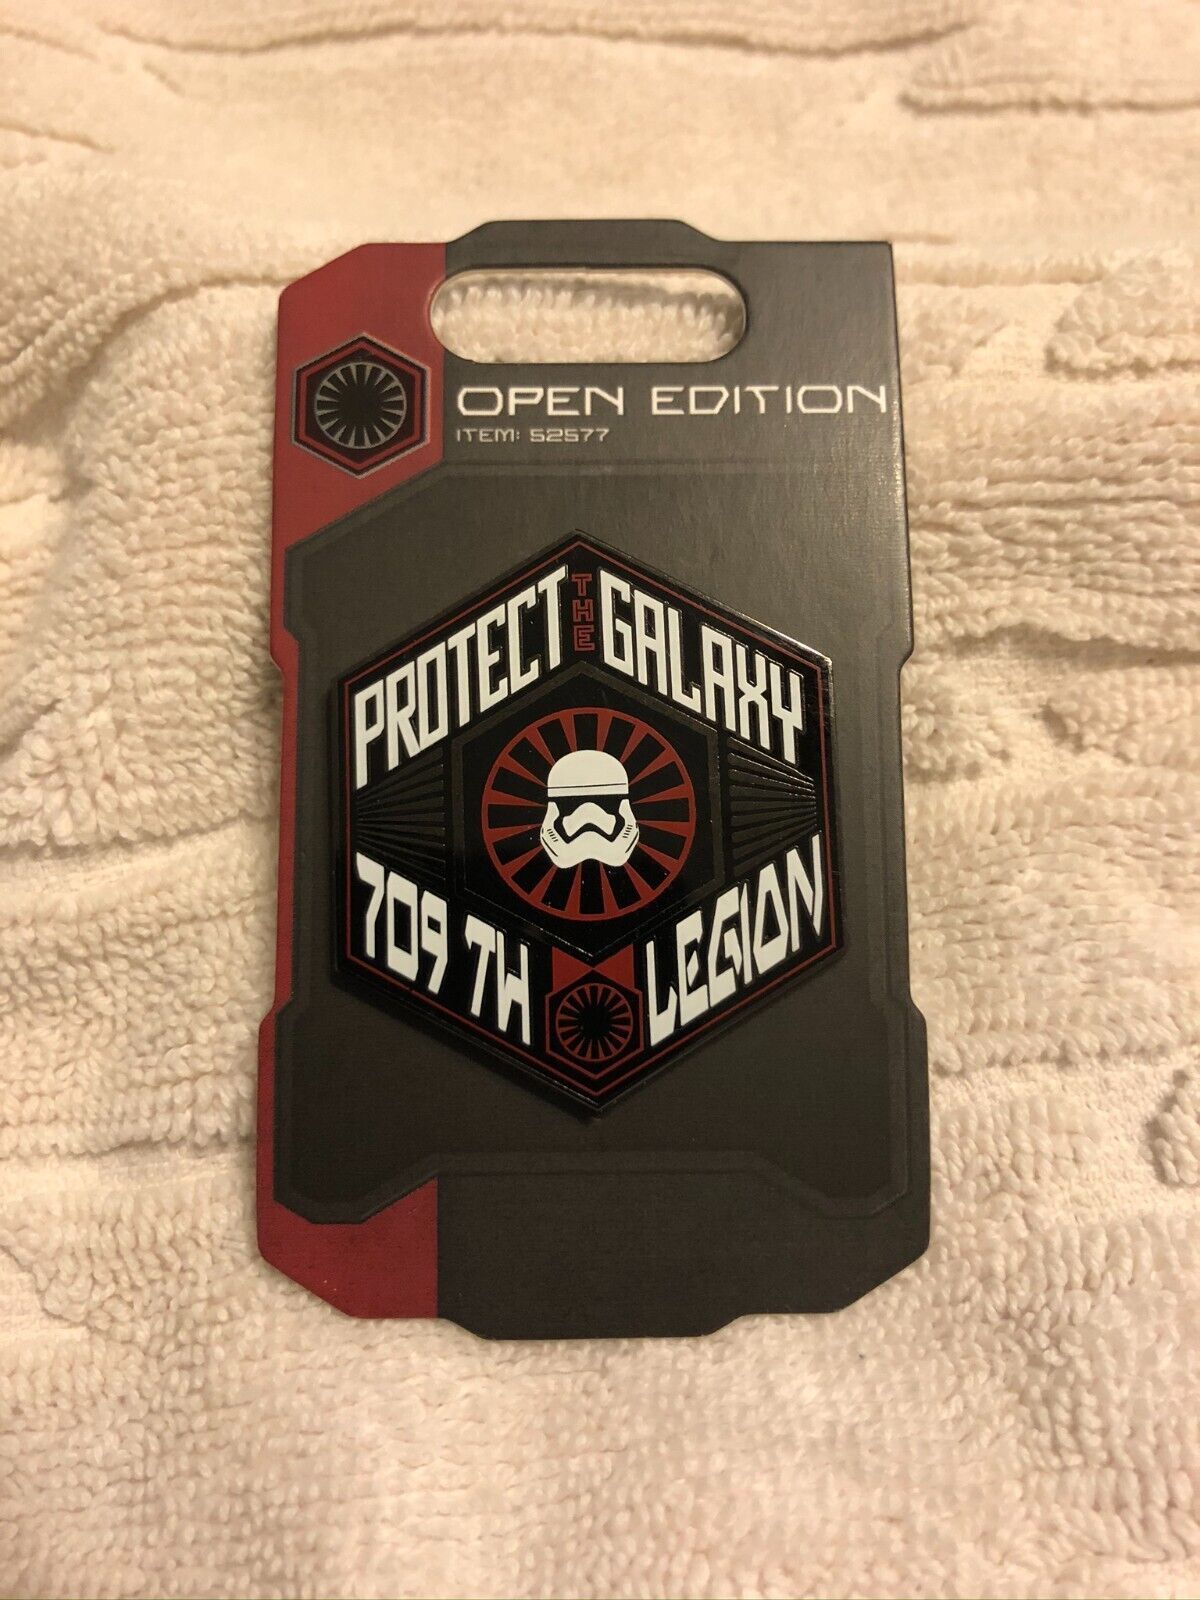 OPEN EDITION
ITEM: 52577
PROTECT THE GALAXY
709 TH LEGION